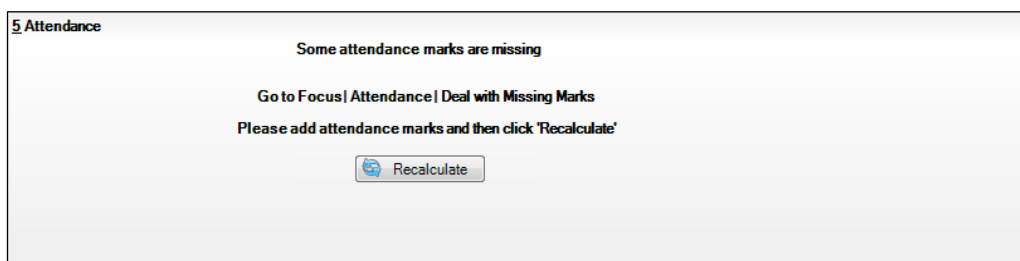 5 Attendance
Some attendance marks are missing
Go to Focus | Attendance | Deal with Missing Marks
Please add attendance marks and then click 'Recalculate'
Recalculate